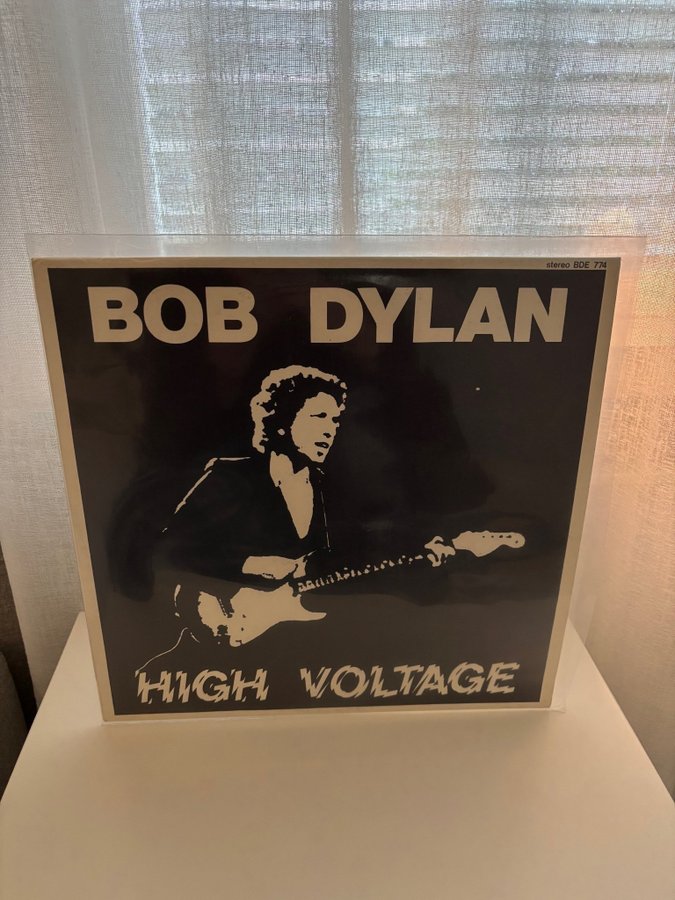 stereo BDE 774
BOB DYLAN
HIGH VOLTAGE